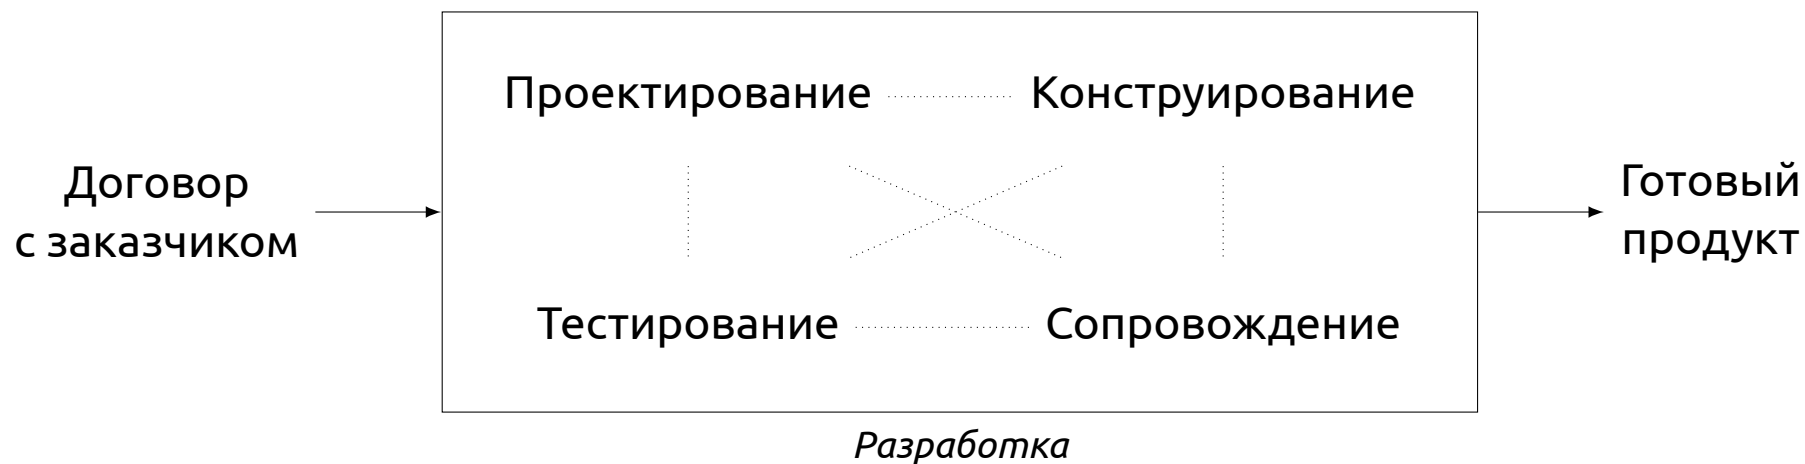 Проектирование
Конструирование
Договор
с заказчиком
Готовый
продукт
Тестирование
Сопровождение
Разработка